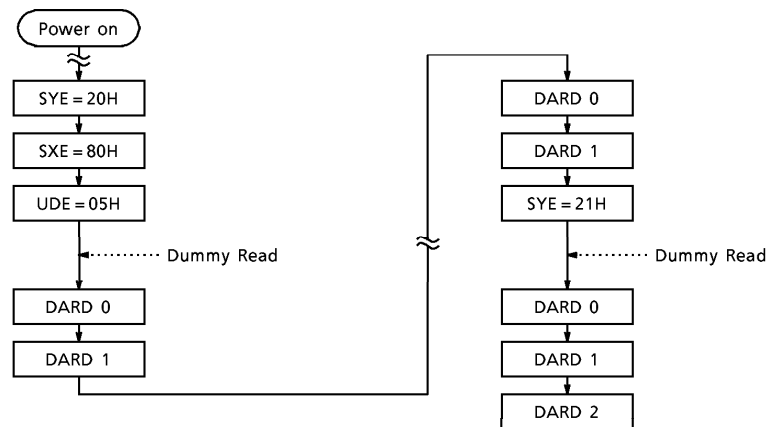 Power on
SYE = 20H
SXE = 80H
UDE = 05H
Dummy Read
DARD 0
DARD 1
DARD 0
DARD 1
SYE = 21H
Dummy Read
DARD 0
DARD 1
DARD 2